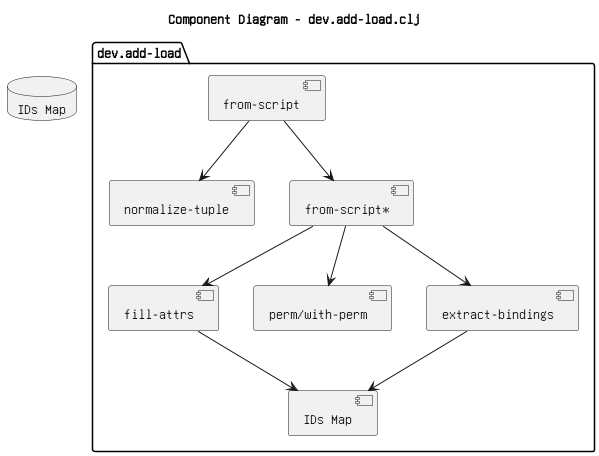 Component Diagram - dev.add-load.clj
dev.add-load
IDs Map
from-script
normalize-tuple
from-script*
fill-attrs
perm/with-perm
extract-bindings
IDs Map